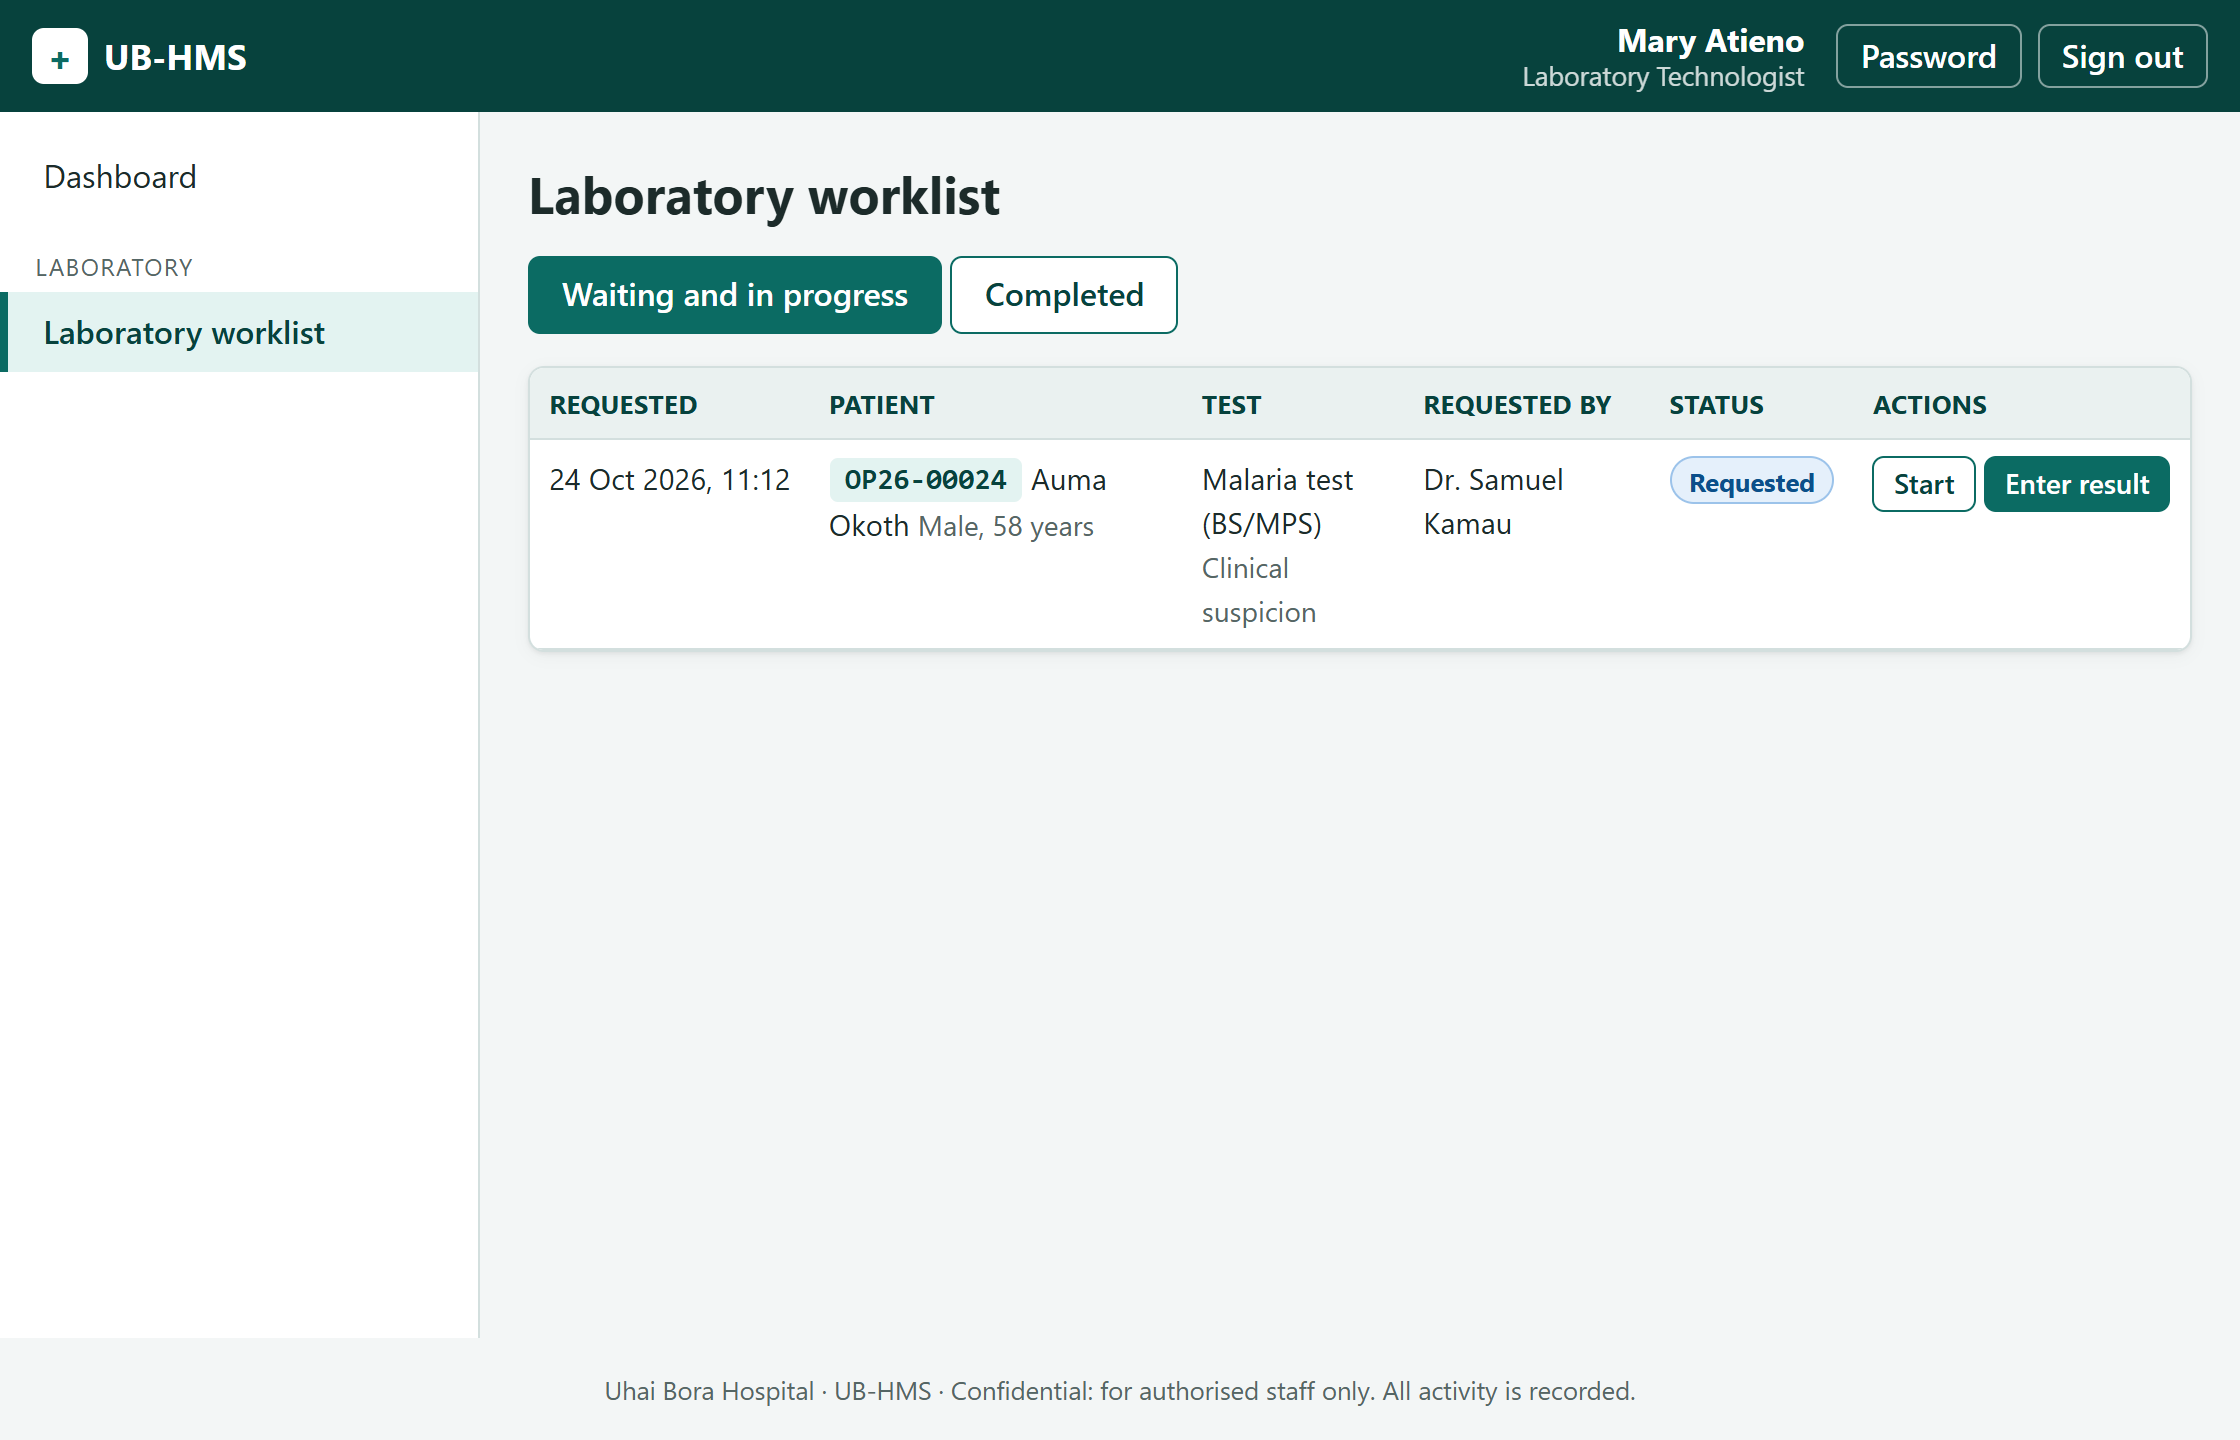 + UB-HMS
Mary Atieno
Laboratory Technologist
Password
Sign out
Dashboard
LABORATORY
Laboratory worklist
Laboratory worklist
Waiting and in progress
Completed
REQUESTED PATIENT TEST REQUESTED BY STATUS ACTIONS
24 Oct 2026, 11:12
OP26-00024 Auma
Okoth Male, 58 years
Malaria test
(BS/MPS)
Clinical
suspicion
Dr. Samuel
Kamau
Requested
Start
Enter result
Uhai Bora Hospital · UB-HMS · Confidential: for authorised staff only. All activity is recorded.